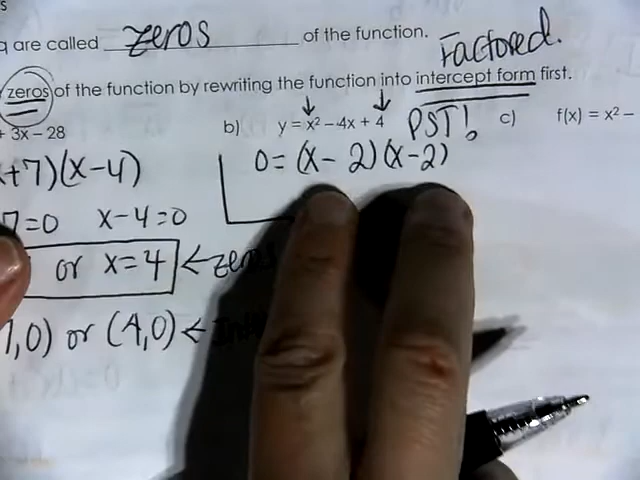 s
q are called zeros of the function.
Factored.
zeros of the function by rewriting the function into intercept form first.
+ 3x – 28
b) y = x² – 4x + 4 PST! c) f(x) = x² –
+7)(x-4)
0 = (x - 2)(x - 2)
7=0 x-4=0
or x=4 ← zeros
1,0) or (4,0) ←